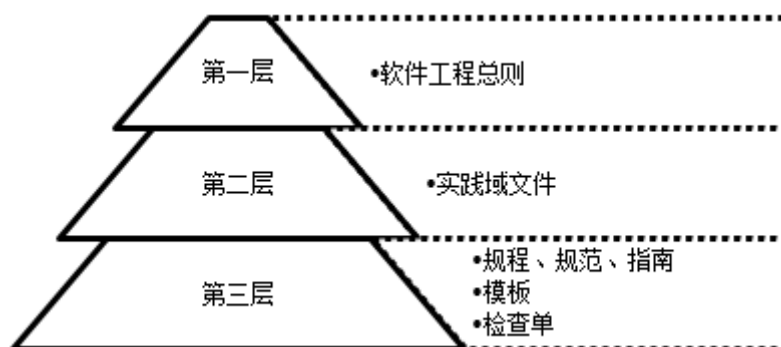 第一层
•软件工程总则
第二层
•实践域文件
第三层
•规程、规范、指南
•模板
•检查单